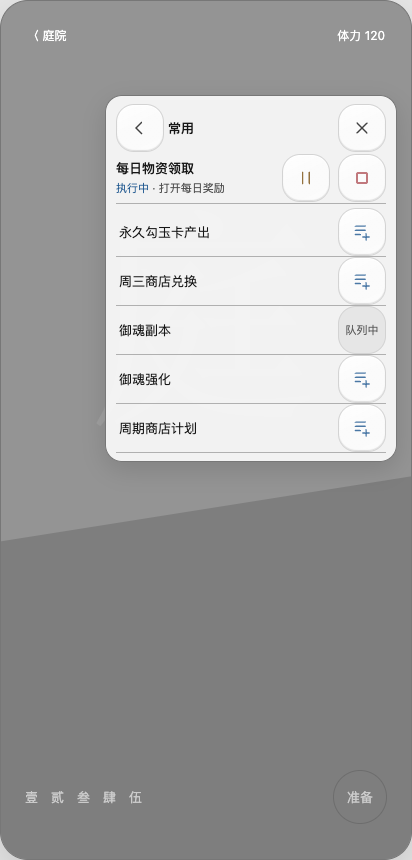 〈 庭院 体力 120
常用
每日物资领取
执行中 · 打开每日奖励
永久勾玉卡产出
周三商店兑换
御魂副本 队列中
御魂强化
周期商店计划
壹 贰 叁 肆 伍 准备